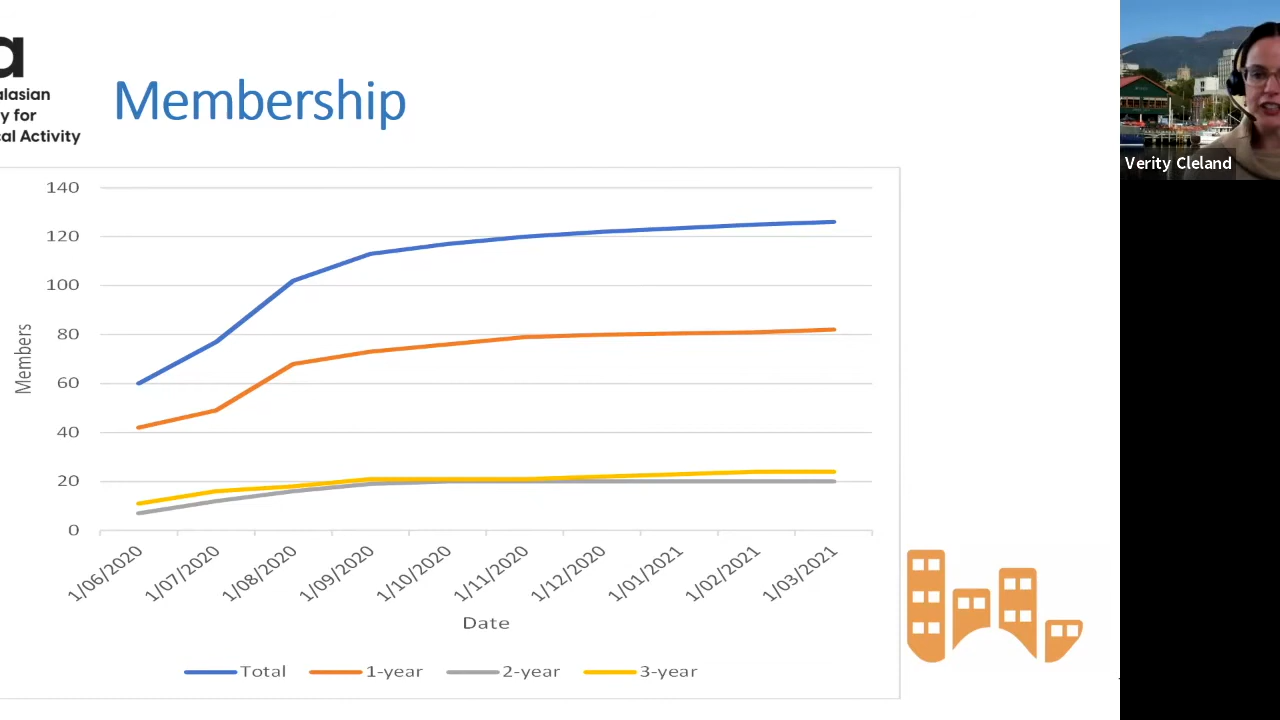 a
alasian
y for
cal Activity
Membership
Verity Cleland
140
120
100
80
60
40
20
0
Members
1/06/2020
1/07/2020
1/08/2020
1/09/2020
1/10/2020
1/11/2020
1/12/2020
1/01/2021
1/02/2021
1/03/2021
Date
Total
1-year
2-year
3-year